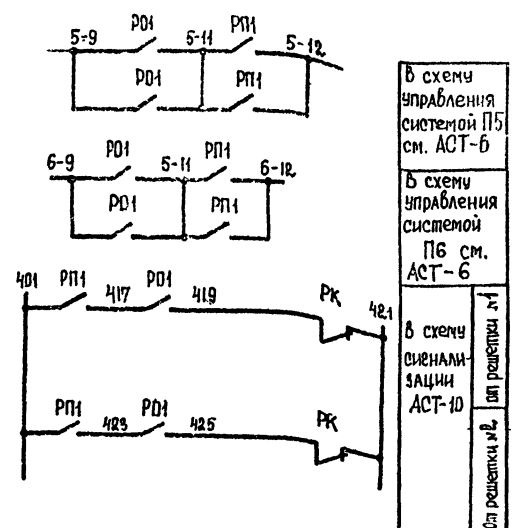 5-9 РО1 5-11 РП1 5-12
РО1 РП1
6-9 РО1 5-11 РП1 6-12
РО1 РП1
401 РП1 417 РО1 419 РК 421
РП1 423 РО1 425 РК
В схему
управления
системой П5
см. АСТ-6
В схему
управления
системой
П6 см.
АСТ-6
В схему
сигнали-
зации
АСТ-10
оп решетки №1
оп решетки №2